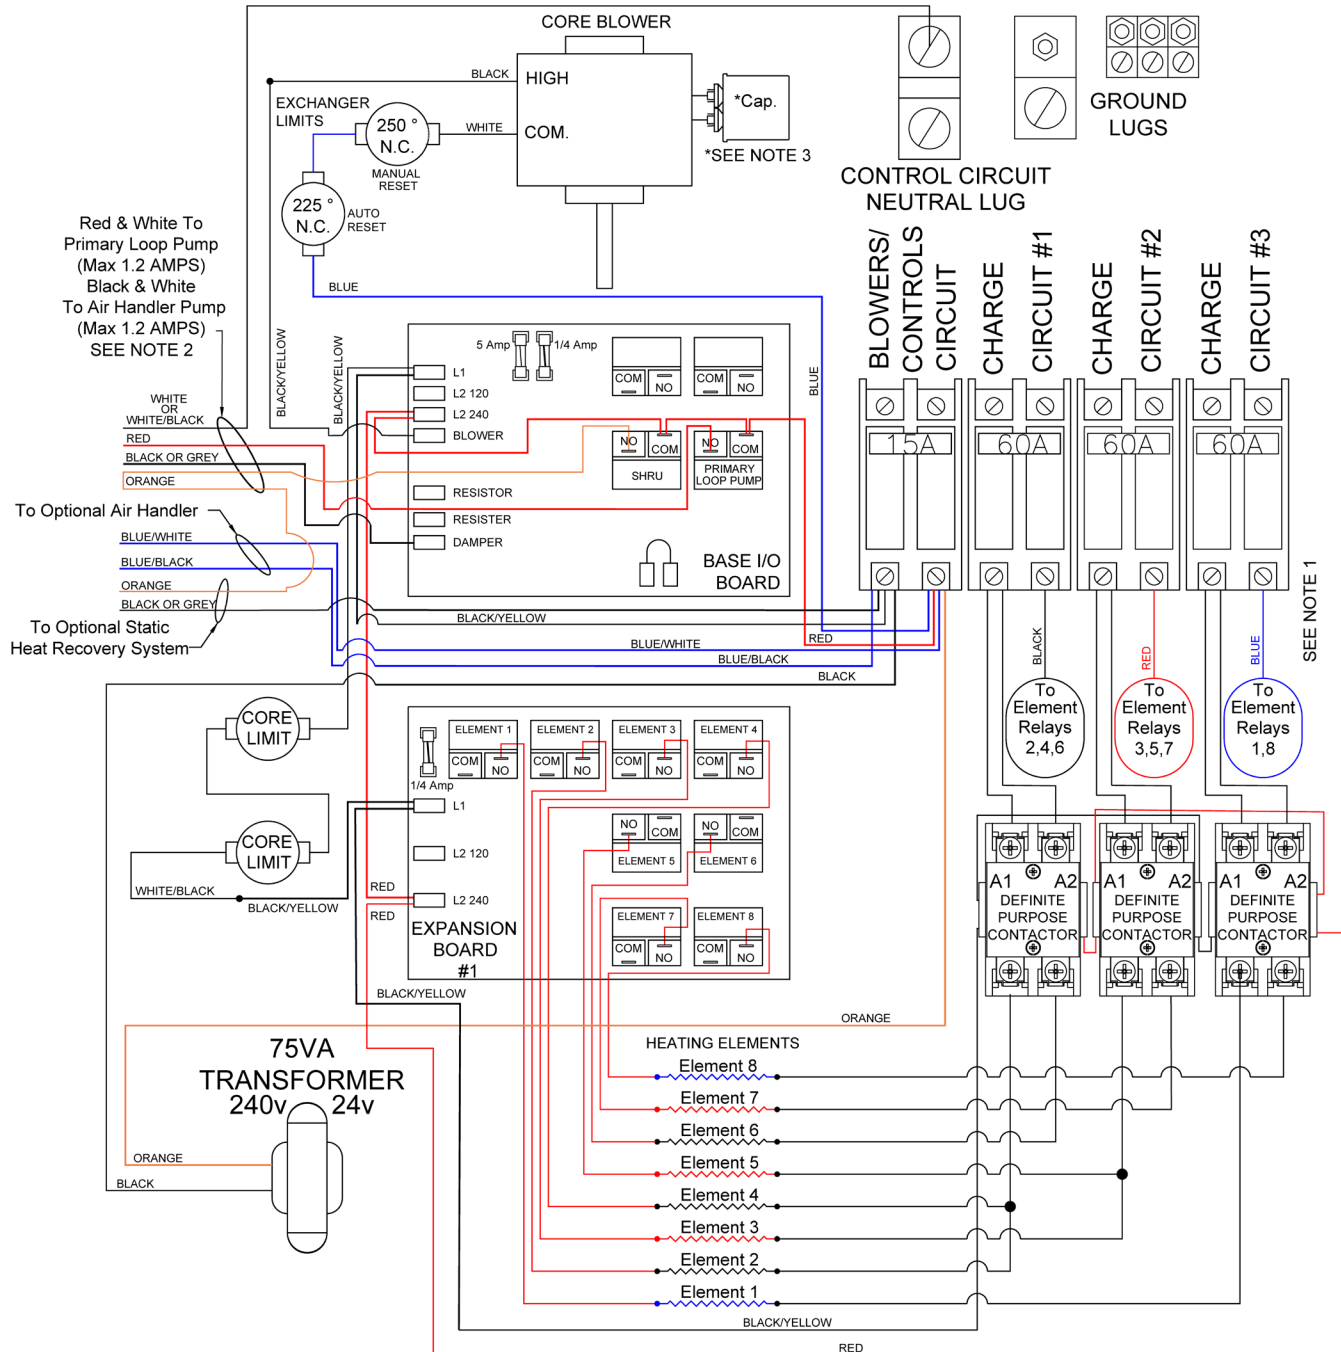 CORE BLOWER
BLACK
HIGH
EXCHANGER
LIMITS
250 °
N.C.
WHITE
COM.
MANUAL
RESET
*Cap.
*SEE NOTE 3
225 °
N.C.
AUTO
RESET
BLUE
CONTROL CIRCUIT
NEUTRAL LUG
GROUND
LUGS
Red & White To
Primary Loop Pump
(Max 1.2 AMPS)
Black & White
To Air Handler Pump
(Max 1.2 AMPS)
SEE NOTE 2
BLACK/YELLOW
BLACK/YELLOW
BLUE
BLOWERS/
CONTROLS
CIRCUIT
CHARGE
CIRCUIT #1
CHARGE
CIRCUIT #2
CHARGE
CIRCUIT #3
15A
60A
60A
60A
5 Amp
1/4 Amp
L1
L2 120
L2 240
BLOWER
RESISTOR
RESISTER
DAMPER
COM
NO
COM
NO
NO
COM
SHRU
NO
COM
PRIMARY
LOOP PUMP
BASE I/O
BOARD
WHITE
OR
WHITE/BLACK
RED
BLACK OR GREY
ORANGE
To Optional Air Handler
BLUE/WHITE
BLUE/BLACK
ORANGE
BLACK OR GREY
To Optional Static
Heat Recovery System
BLACK/YELLOW
BLUE/WHITE
RED
BLUE/BLACK
BLACK
BLACK
RED
BLUE
SEE NOTE 1
To
Element
Relays
2,4,6
To
Element
Relays
3,5,7
To
Element
Relays
1,8
CORE
LIMIT
CORE
LIMIT
WHITE/BLACK
BLACK/YELLOW
1/4 Amp
ELEMENT 1
COM
NO
ELEMENT 2
COM
NO
ELEMENT 3
COM
NO
ELEMENT 4
COM
NO
L1
L2 120
L2 240
RED
RED
NO
COM
ELEMENT 5
NO
COM
ELEMENT 6
ELEMENT 7
COM
NO
ELEMENT 8
COM
NO
EXPANSION
BOARD
#1
BLACK/YELLOW
A1
A2
DEFINITE
PURPOSE
CONTACTOR
A1
A2
DEFINITE
PURPOSE
CONTACTOR
A1
A2
DEFINITE
PURPOSE
CONTACTOR
ORANGE
75VA
TRANSFORMER
240v
24v
ORANGE
BLACK
HEATING ELEMENTS
Element 8
Element 7
Element 6
Element 5
Element 4
Element 3
Element 2
Element 1
BLACK/YELLOW
RED